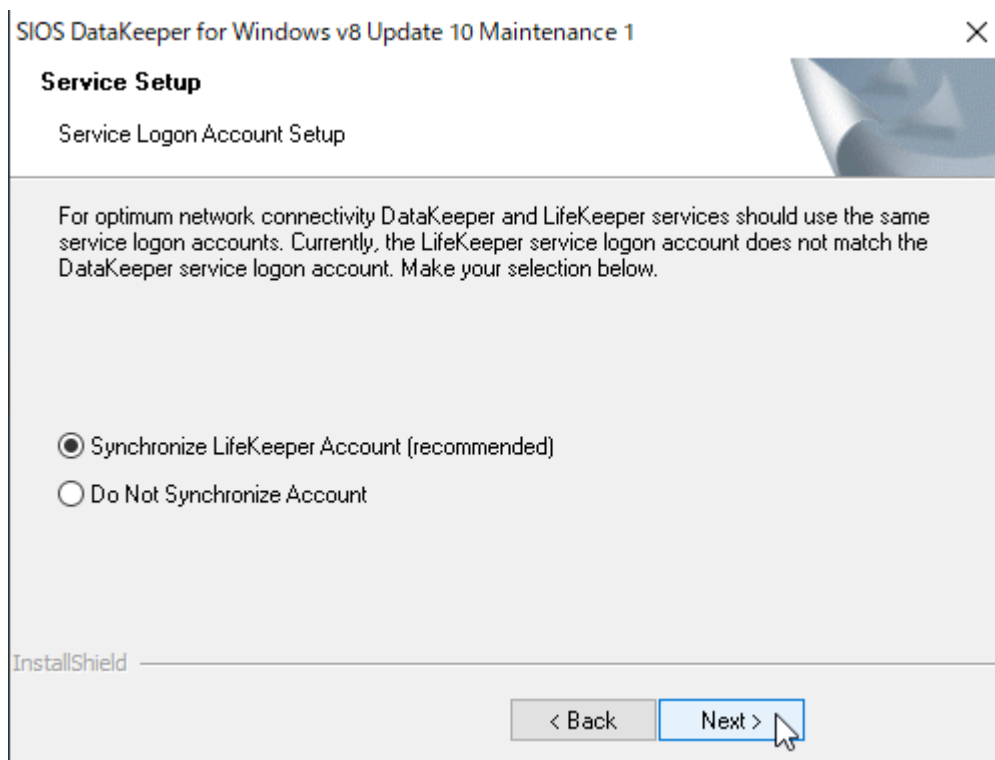 SIOS DataKeeper for Windows v8 Update 10 Maintenance 1
Service Setup
Service Logon Account Setup
For optimum network connectivity DataKeeper and LifeKeeper services should use the same
service logon accounts. Currently, the LifeKeeper service logon account does not match the
DataKeeper service logon account. Make your selection below.
Synchronize LifeKeeper Account (recommended)
Do Not Synchronize Account
InstallShield
< Back
Next >